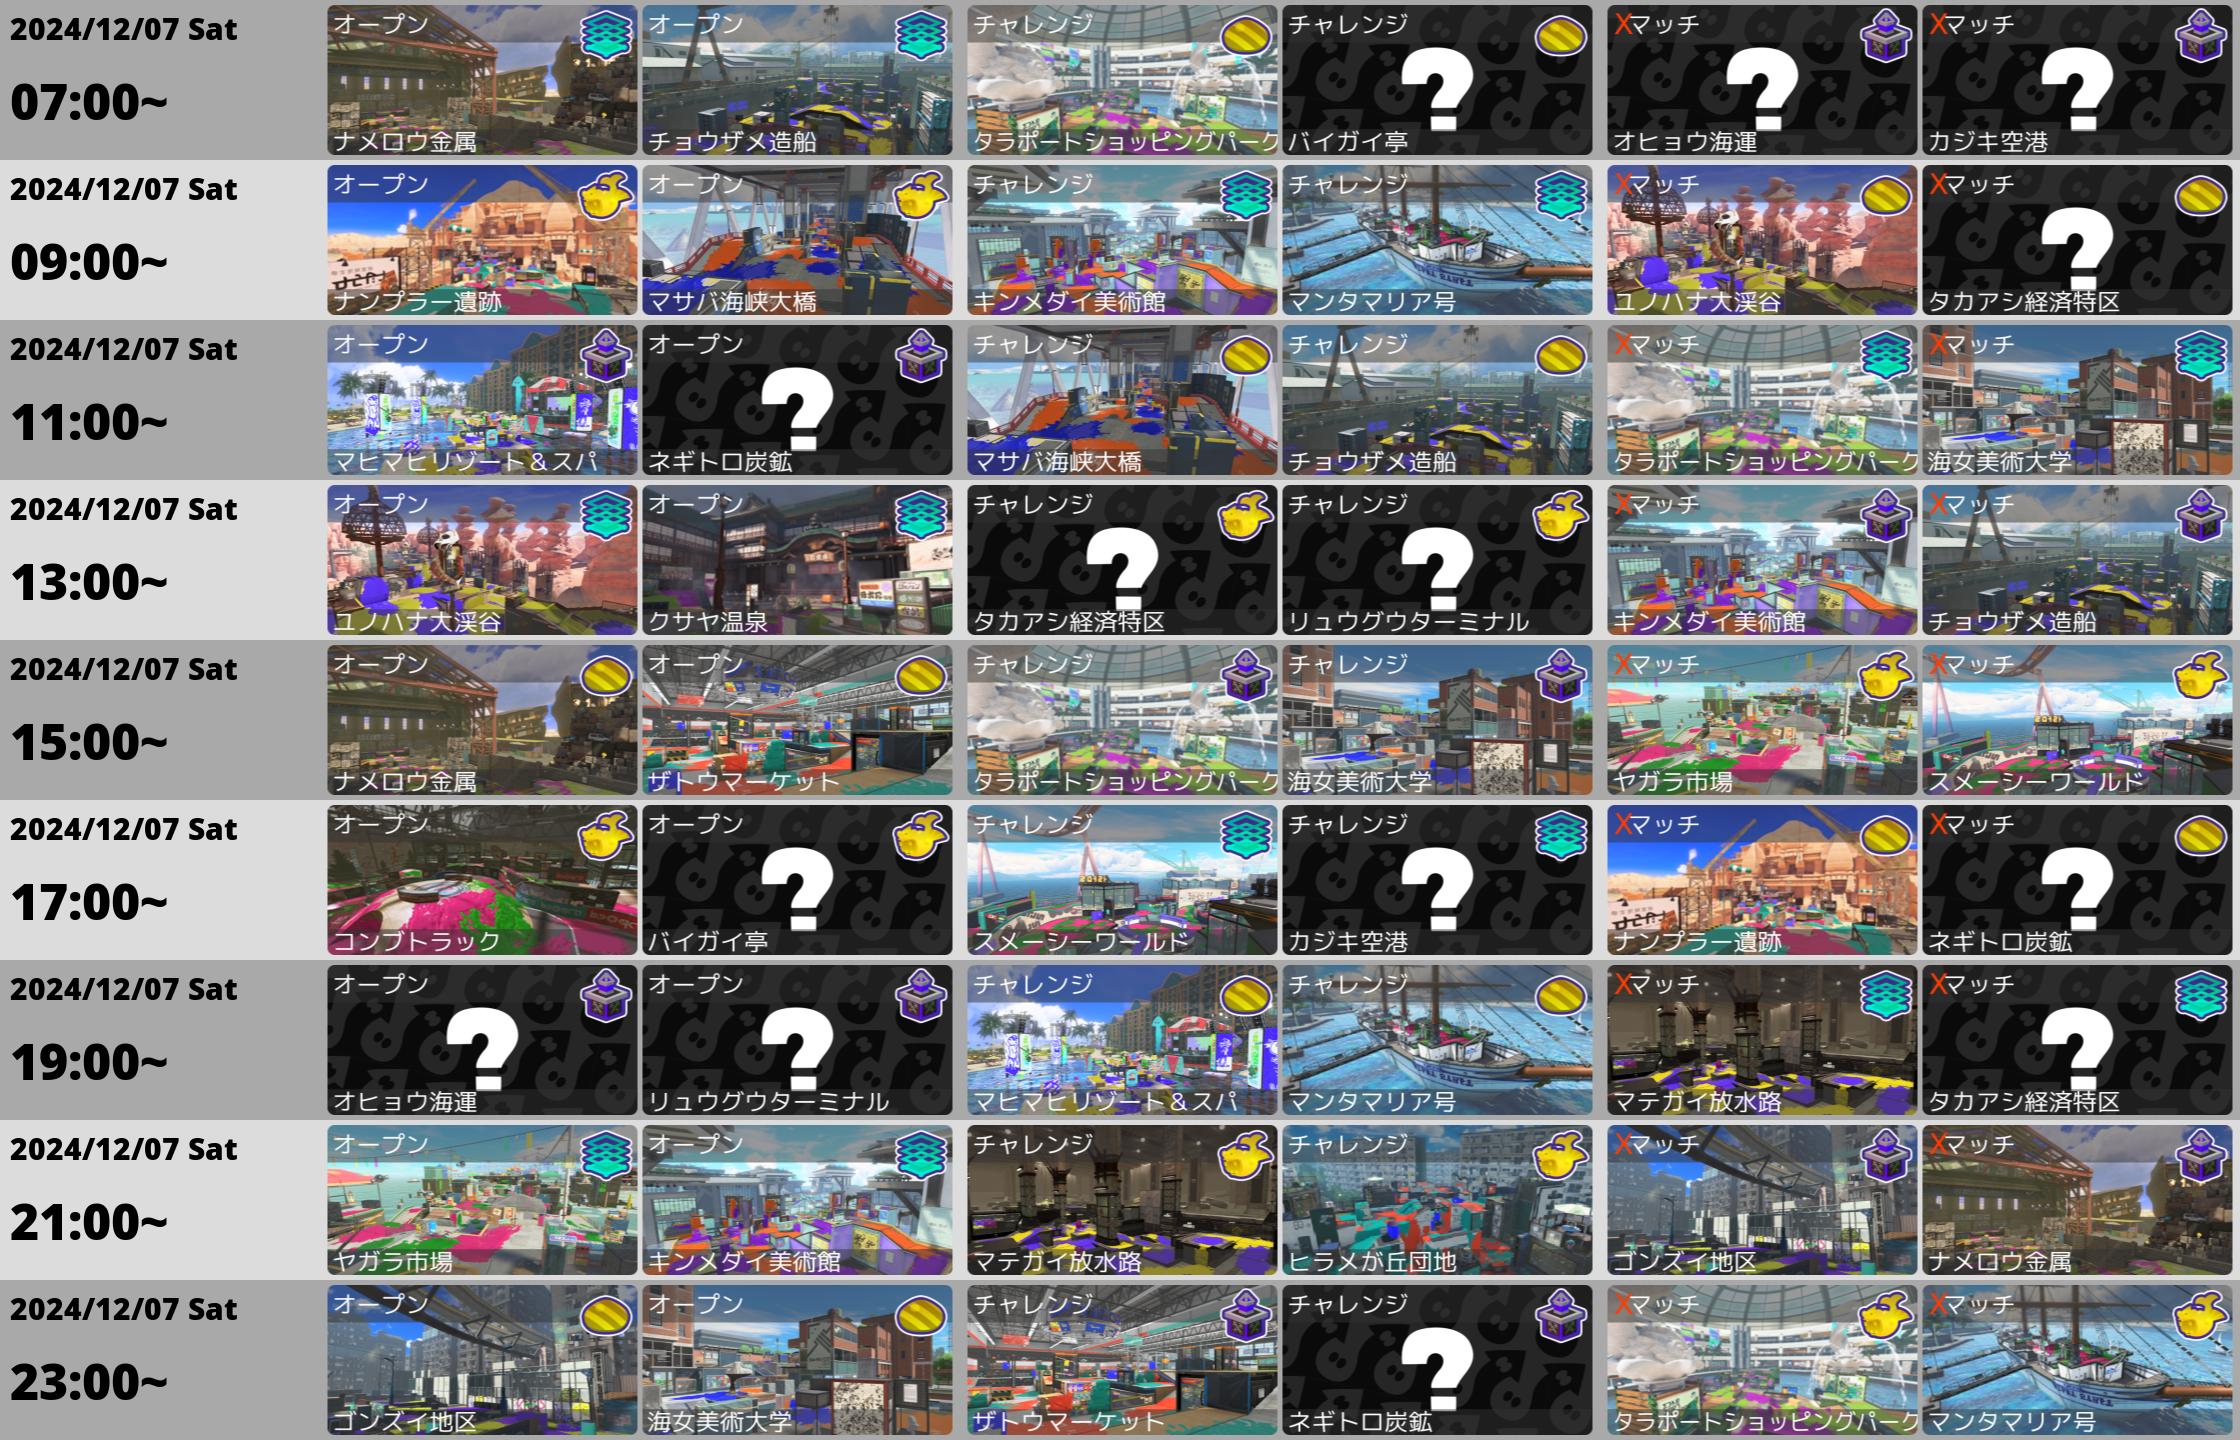 2024/12/07 Sat
07:00~
オープン
ナメロウ金属
オープン
チョウザメ造船
チャレンジ
タラポートショッピングパーク
チャレンジ
バイガイ亭
Xマッチ
オヒョウ海運
Xマッチ
カジキ空港
2024/12/07 Sat
09:00~
オープン
ナンプラー遺跡
オープン
マサバ海峡大橋
チャレンジ
キンメダイ美術館
チャレンジ
マンタマリア号
Xマッチ
ユノハナ大渓谷
Xマッチ
タカアシ経済特区
2024/12/07 Sat
11:00~
オープン
マヒマヒリゾート＆スパ
オープン
ネギトロ炭鉱
チャレンジ
マサバ海峡大橋
チャレンジ
チョウザメ造船
Xマッチ
タラポートショッピングパーク
Xマッチ
海女美術大学
2024/12/07 Sat
13:00~
オープン
ユノハナ大渓谷
オープン
クサヤ温泉
チャレンジ
タカアシ経済特区
チャレンジ
リュウグウターミナル
Xマッチ
キンメダイ美術館
Xマッチ
チョウザメ造船
2024/12/07 Sat
15:00~
オープン
ナメロウ金属
オープン
ザトウマーケット
チャレンジ
タラポートショッピングパーク
チャレンジ
海女美術大学
Xマッチ
ヤガラ市場
Xマッチ
スメーシーワールド
2024/12/07 Sat
17:00~
オープン
コンブトラック
オープン
バイガイ亭
チャレンジ
スメーシーワールド
チャレンジ
カジキ空港
Xマッチ
ナンプラー遺跡
Xマッチ
ネギトロ炭鉱
2024/12/07 Sat
19:00~
オープン
オヒョウ海運
オープン
リュウグウターミナル
チャレンジ
マヒマヒリゾート＆スパ
チャレンジ
マンタマリア号
Xマッチ
マテガイ放水路
Xマッチ
タカアシ経済特区
2024/12/07 Sat
21:00~
オープン
ヤガラ市場
オープン
キンメダイ美術館
チャレンジ
マテガイ放水路
チャレンジ
ヒラメが丘団地
Xマッチ
ゴンズイ地区
Xマッチ
ナメロウ金属
2024/12/07 Sat
23:00~
オープン
ゴンズイ地区
オープン
海女美術大学
チャレンジ
ザトウマーケット
チャレンジ
ネギトロ炭鉱
Xマッチ
タラポートショッピングパーク
Xマッチ
マンタマリア号